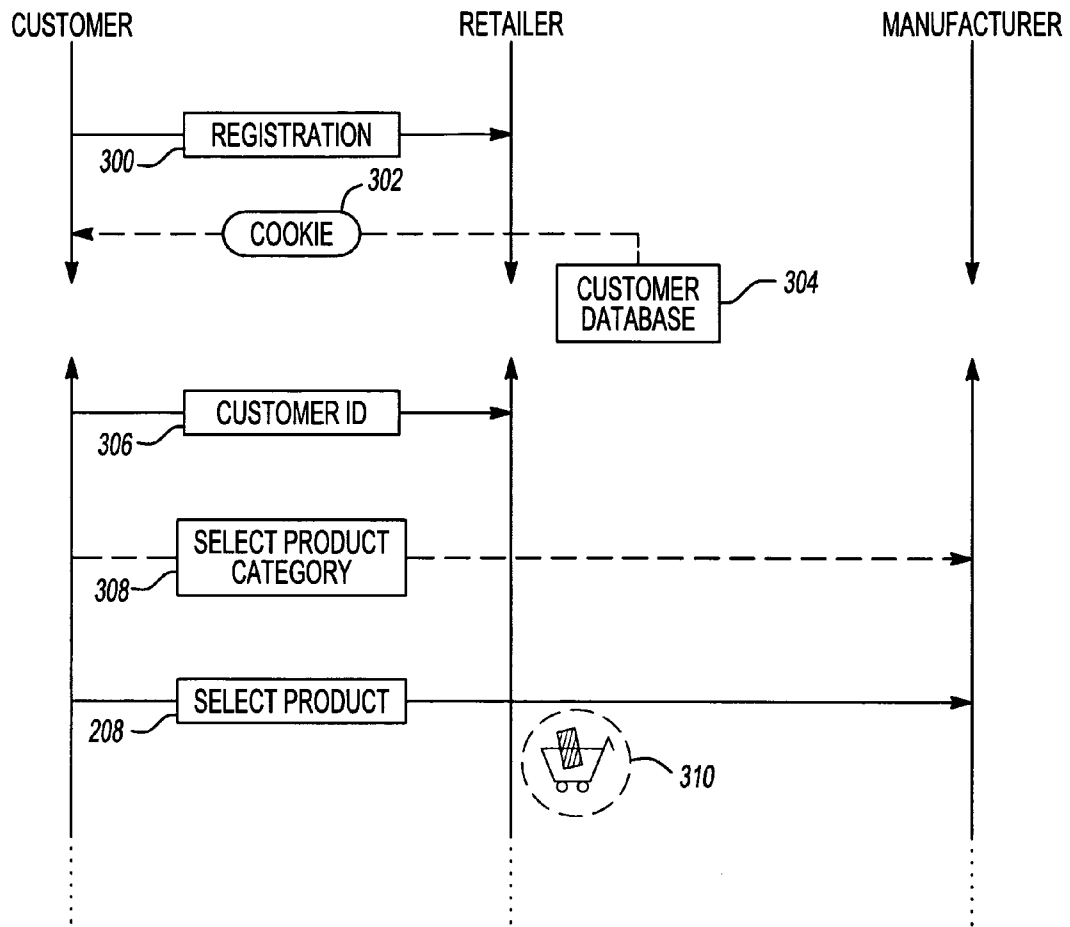 CUSTOMER
RETAILER
MANUFACTURER
REGISTRATION
300
302
COOKIE
CUSTOMER
DATABASE
304
CUSTOMER ID
306
SELECT PRODUCT
CATEGORY
308
SELECT PRODUCT
208
310